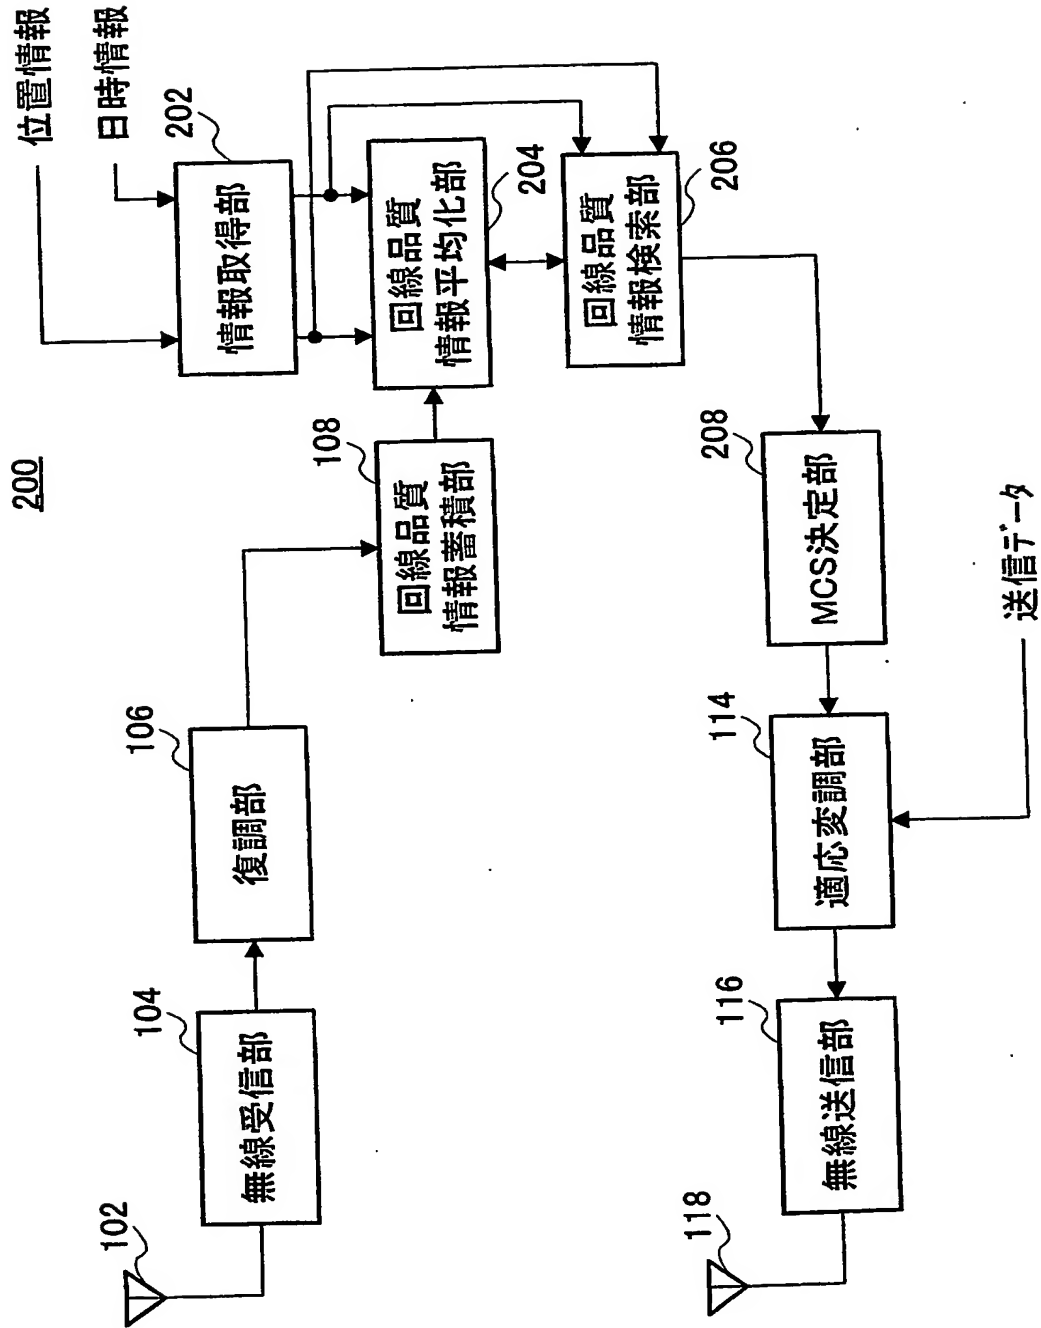 200
位置情報
日時情報
202
情報取得部
102
104
無線受信部
106
復調部
108
回線品質
情報蓄積部
回線品質
情報平均化部
204
回線品質
情報検索部
206
118
116
無線送信部
114
適応変調部
208
MCS決定部
送信データ